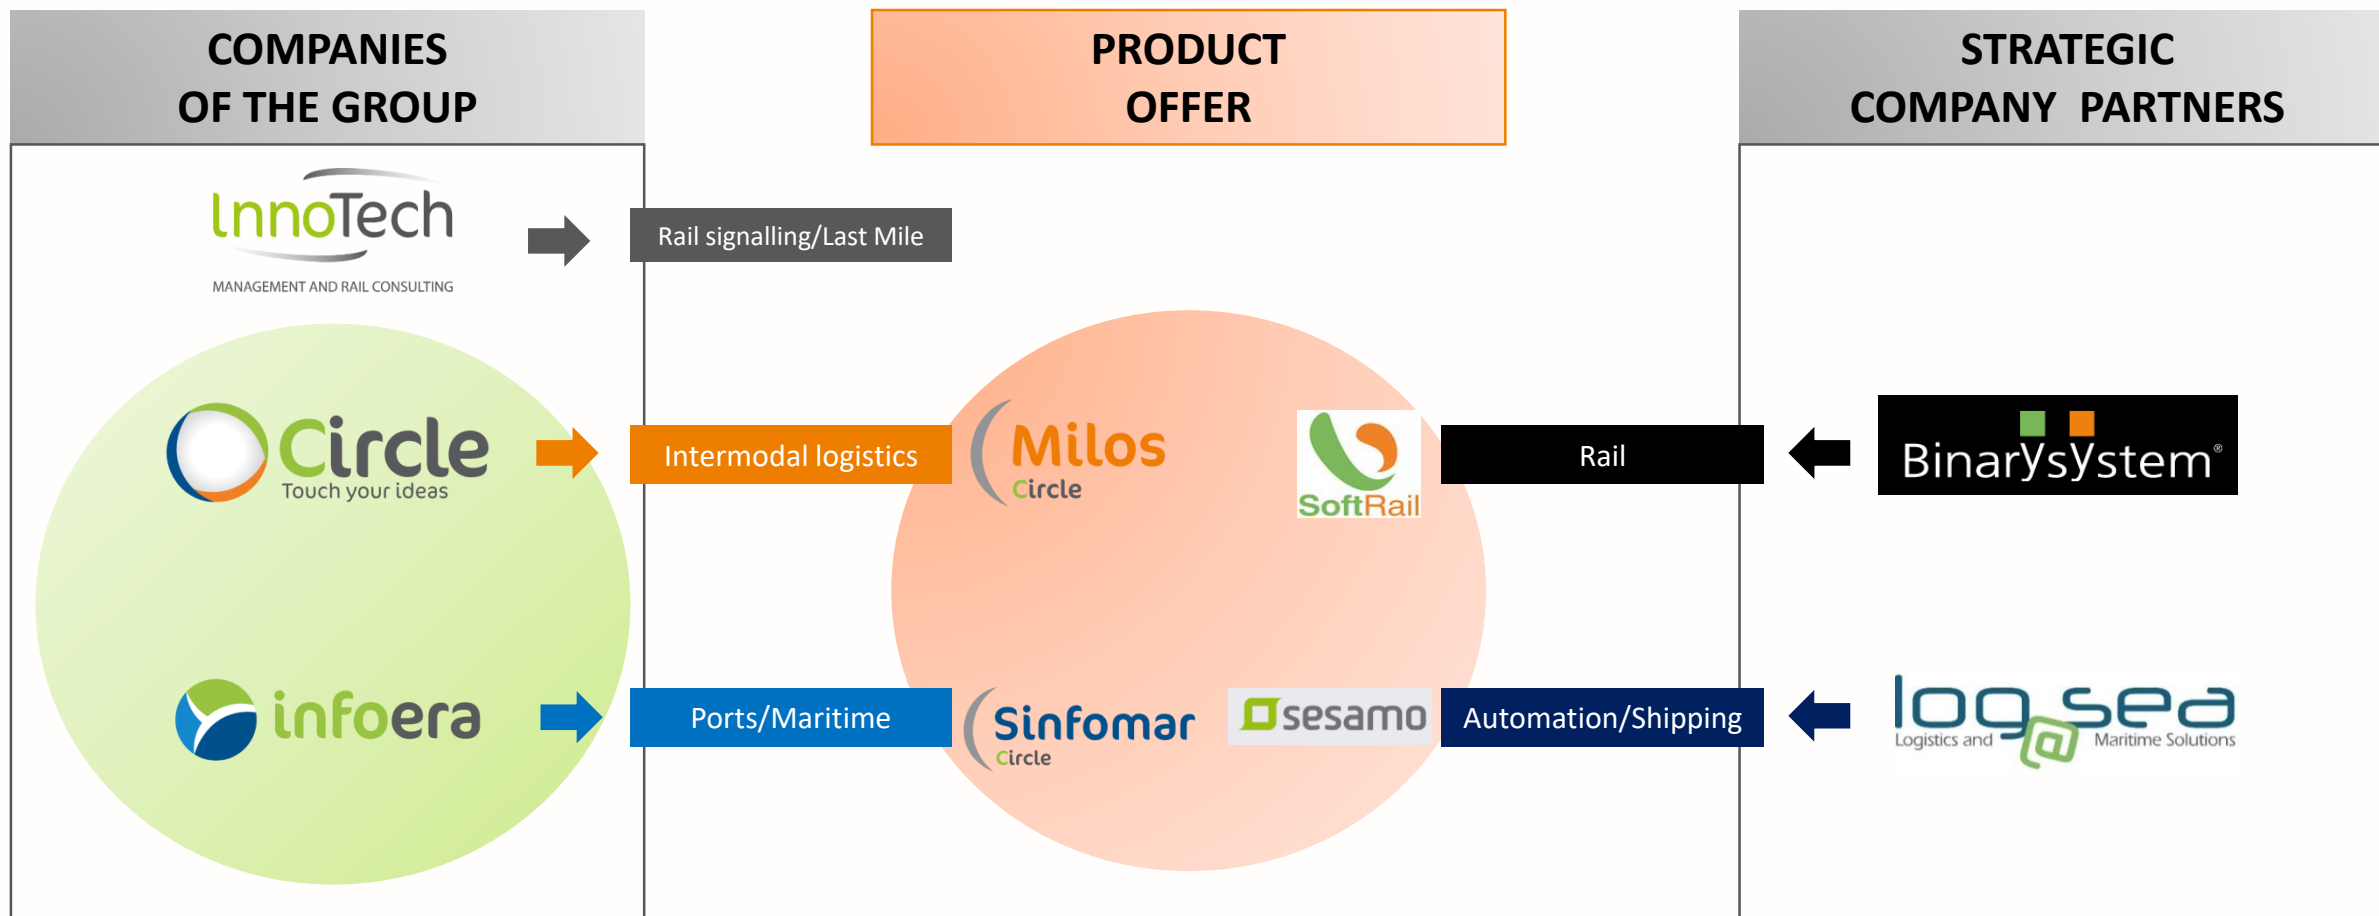 COMPANIES
OF THE GROUP
PRODUCT
OFFER
STRATEGIC
COMPANY PARTNERS
InnoTech
MANAGEMENT AND RAIL CONSULTING
Rail signalling/Last Mile
Circle
Touch your ideas
Intermodal logistics
Milos
Circle
SoftRail
Rail
Binarysystem®
infoera
Ports/Maritime
Sinfomar
Circle
sesamo
Automation/Shipping
log@sea
Logistics and Maritime Solutions